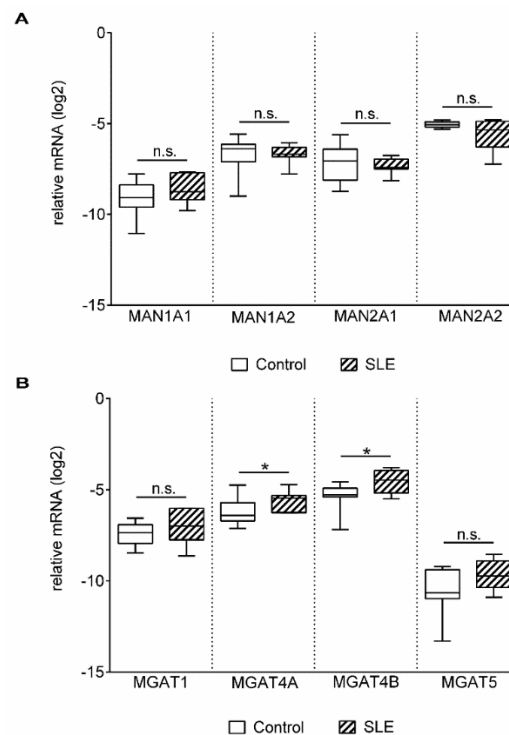 A
0
-5
-10
-15
relative mRNA (log2)
n.s.
n.s.
n.s.
n.s.
MAN1A1 MAN1A2 MAN2A1 MAN2A2
Control SLE
B
0
-5
-10
-15
relative mRNA (log2)
n.s.
*
*
n.s.
MGAT1 MGAT4A MGAT4B MGAT5
Control SLE